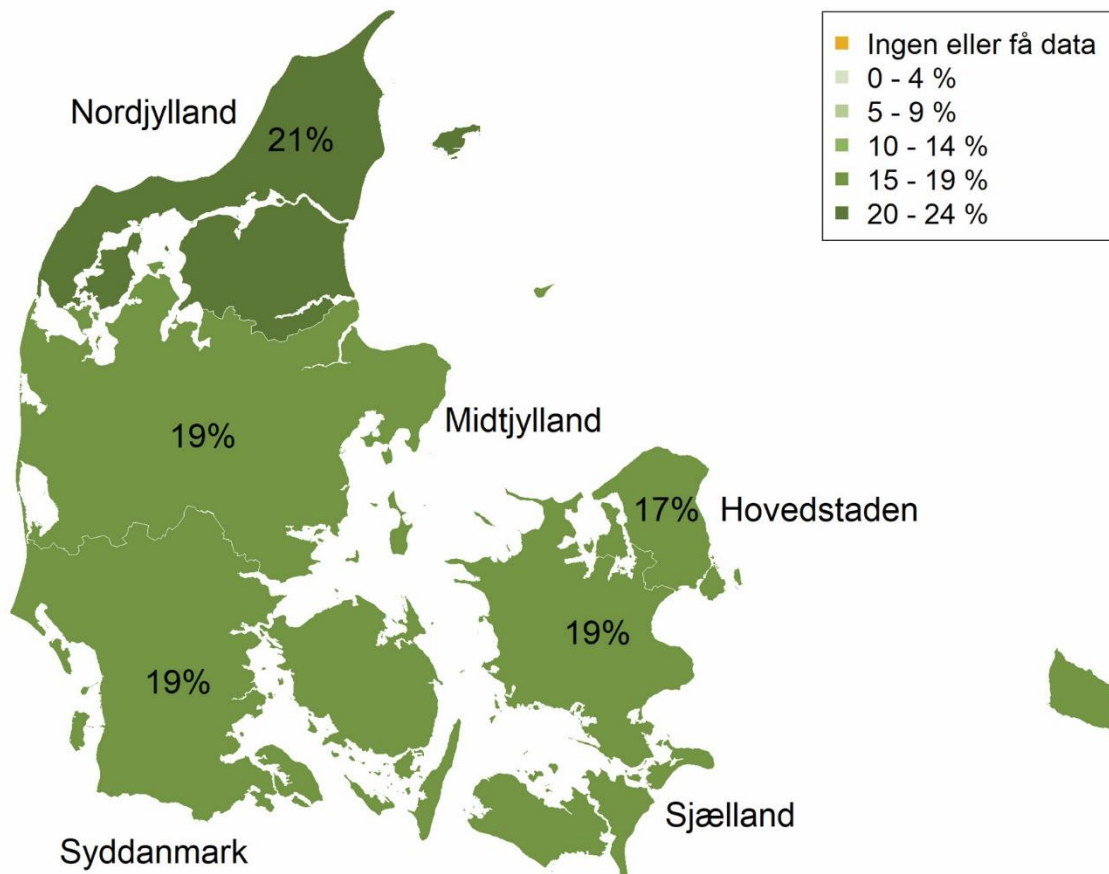 Ingen eller få data
0 - 4 %
5 - 9 %
10 - 14 %
15 - 19 %
20 - 24 %
Nordjylland
21%
19%
Midtjylland
17%
Hovedstaden
19%
19%
Sjælland
Syddanmark